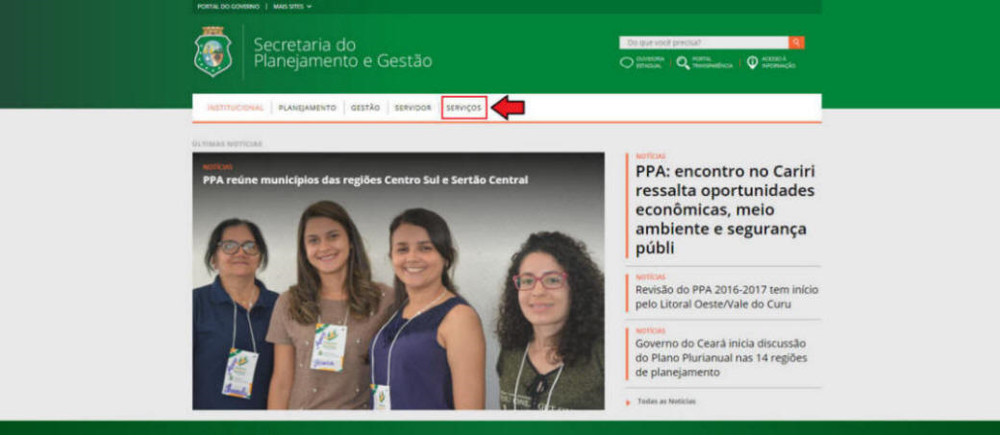 PORTAL DO GOVERNO | MAIS SITES
Secretaria do
Planejamento e Gestão
Do que você precisa?
OUVIDORIA
ESTADUAL
PORTAL
TRANSPARÊNCIA
ACESSO À
INFORMAÇÃO
INSTITUCIONAL | PLANEJAMENTO | GESTÃO | SERVIDOR | SERVIÇOS
ÚLTIMAS NOTÍCIAS
NOTÍCIAS
PPA reúne municípios das regiões Centro Sul e Sertão Central
NOTÍCIAS
PPA: encontro no Cariri
ressalta oportunidades
econômicas, meio
ambiente e segurança
públi
NOTÍCIAS
Revisão do PPA 2016-2017 tem início
pelo Litoral Oeste/Vale do Curu
NOTÍCIAS
Governo do Ceará inicia discussão
do Plano Plurianual nas 14 regiões
de planejamento
Todas as Notícias